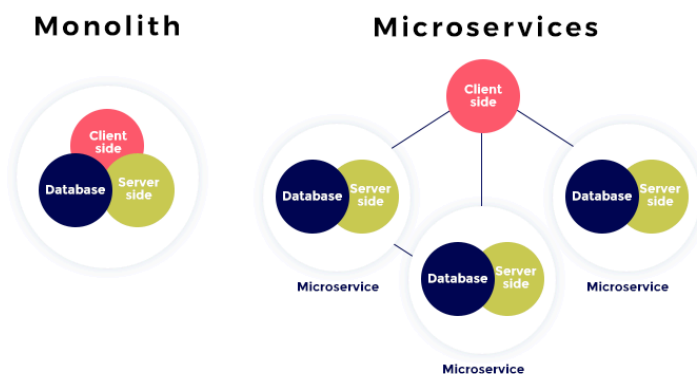 Monolith
Client
side
Database
Server
side
Microservices
Client
side
Database
Server
side
Microservice
Database
Server
side
Microservice
Database
Server
side
Microservice